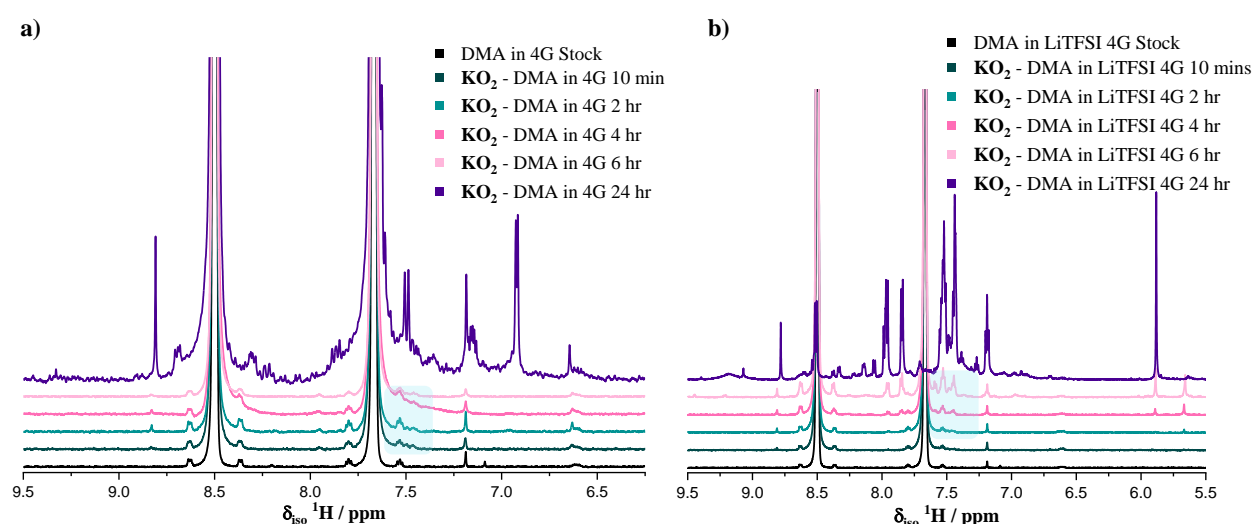 a)
DMA in 4G Stock
KO₂ - DMA in 4G 10 min
KO₂ - DMA in 4G 2 hr
KO₂ - DMA in 4G 4 hr
KO₂ - DMA in 4G 6 hr
KO₂ - DMA in 4G 24 hr
9.5 9.0 8.5 8.0 7.5 7.0 6.5
δiso ¹H / ppm
b)
DMA in LiTFSI 4G Stock
KO₂ - DMA in LiTFSI 4G 10 mins
KO₂ - DMA in LiTFSI 4G 2 hr
KO₂ - DMA in LiTFSI 4G 4 hr
KO₂ - DMA in LiTFSI 4G 6 hr
KO₂ - DMA in LiTFSI 4G 24 hr
9.5 9.0 8.5 8.0 7.5 7.0 6.5 6.0 5.5
δiso ¹H / ppm